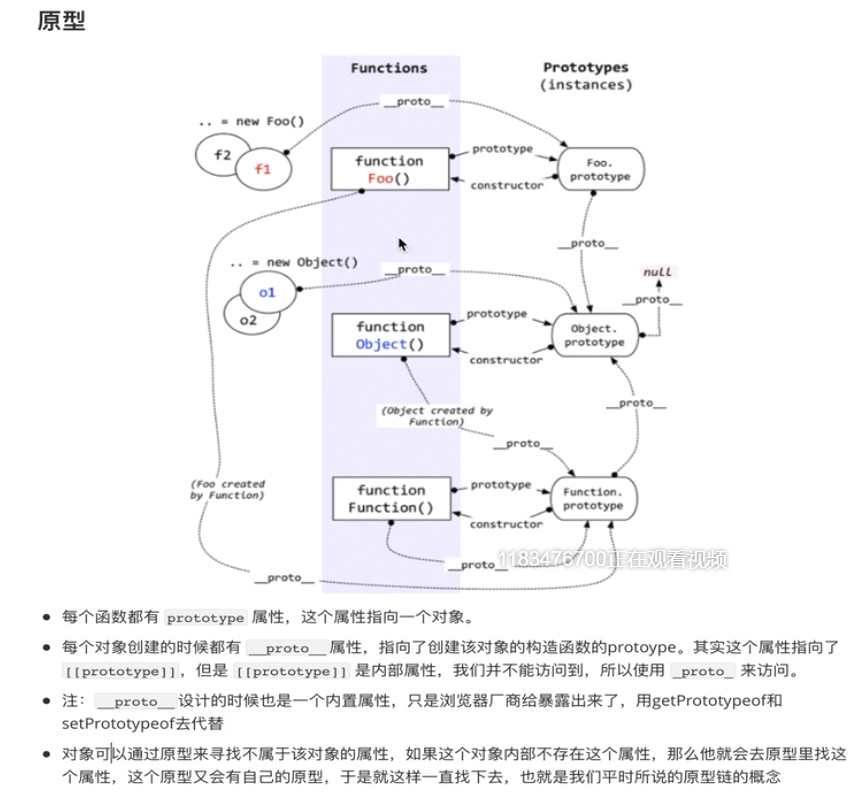 原型
Functions
Prototypes
(instances)
__proto__
.. = new Foo()
f2
f1
function
Foo()
prototype
constructor
Foo.
prototype
__proto__
.. = new Object()
__proto__
null
__proto__
o1
o2
function
Object()
prototype
constructor
Object.
prototype
(Object created by
Function)
__proto__
__proto__
(Foo created
by Function)
function
Function()
prototype
constructor
Function.
prototype
__proto__
1183476700正在观看视频
__proto__
每个函数都有 prototype 属性，这个属性指向一个对象。
每个对象创建的时候都有 __proto__ 属性，指向了创建该对象的构造函数的protoype。其实这个属性指向了
[[prototype]]，但是 [[prototype]] 是内部属性，我们并不能访问到，所以使用 _proto_ 来访问。
注： __proto__ 设计的时候也是一个内置属性，只是浏览器厂商给暴露出来了，用getPrototypeof和
setPrototypeof去代替
对象可以通过原型来寻找不属于该对象的属性，如果这个对象内部不存在这个属性，那么他就会去原型里找这
个属性，这个原型又会有自己的原型，于是就这样一直找下去，也就是我们平时所说的原型链的概念